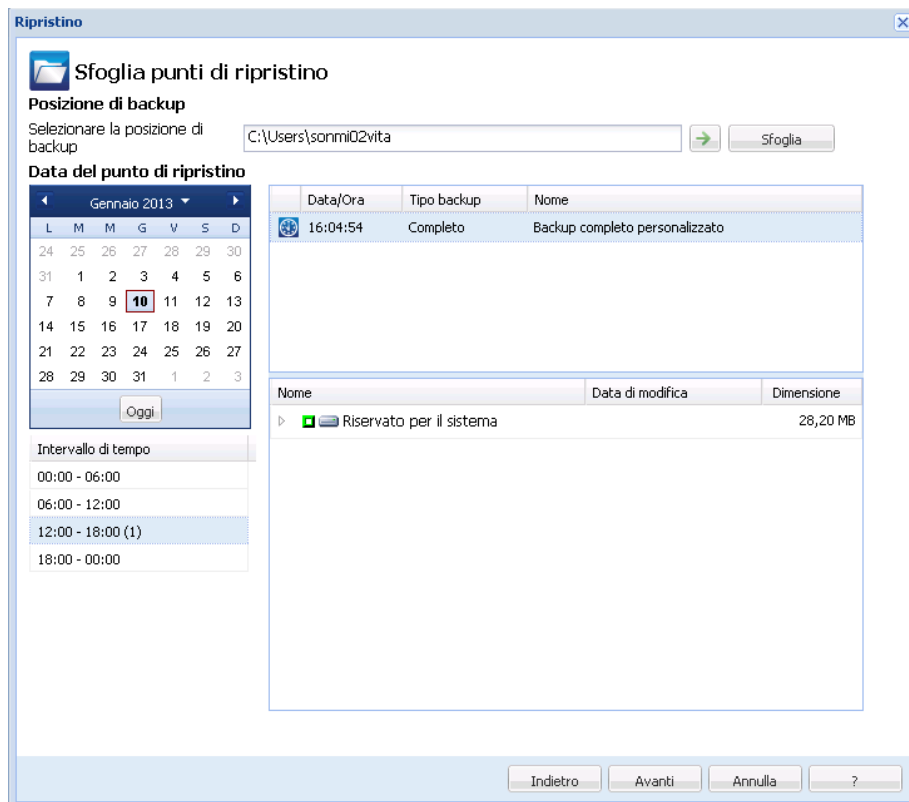 Ripristino
Sfoglia punti di ripristino
Posizione di backup
Selezionare la posizione di
backup
C:\Users\sonmi02vita
Sfoglia
Data del punto di ripristino
Gennaio 2013
L M M G V S D
24 25 26 27 28 29 30
31 1 2 3 4 5 6
7 8 9 10 11 12 13
14 15 16 17 18 19 20
21 22 23 24 25 26 27
28 29 30 31 1 2 3
Oggi
Intervallo di tempo
00:00 - 06:00
06:00 - 12:00
12:00 - 18:00 (1)
18:00 - 00:00
Data/Ora Tipo backup Nome
16:04:54 Completo Backup completo personalizzato
Nome Data di modifica Dimensione
Riservato per il sistema 28,20 MB
Indietro Avanti Annulla ?